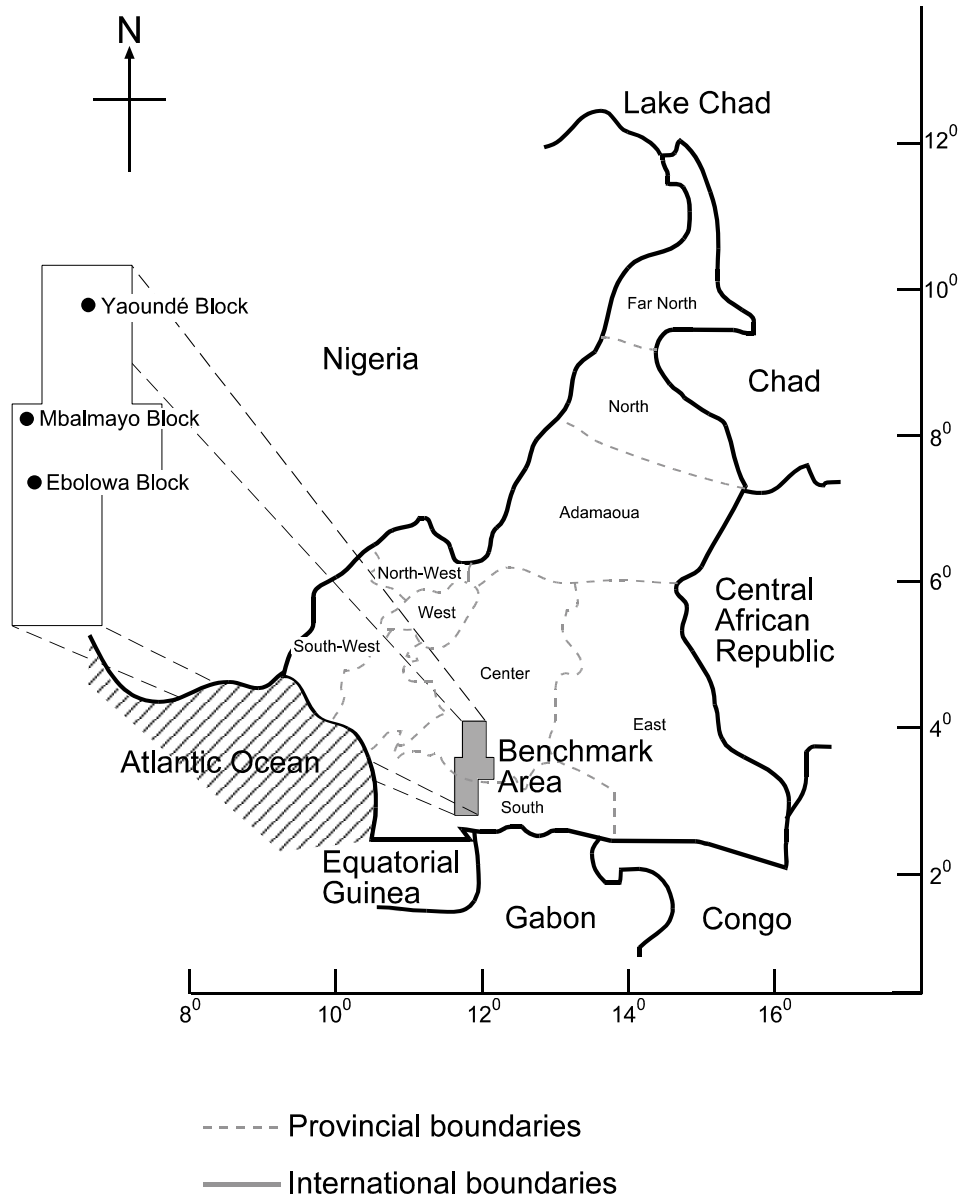 N
Lake Chad
12⁰
10⁰
Far North
Yaoundé Block
Nigeria
Chad
North
Mbalmayo Block
8⁰
Ebolowa Block
Adamaoua
North-West
6⁰
Central
African
Republic
West
South-West
Center
East
4⁰
Atlantic Ocean
Benchmark
Area
South
Equatorial
Guinea
2⁰
Gabon
Congo
8⁰
10⁰
12⁰
14⁰
16⁰
Provincial boundaries
International boundaries